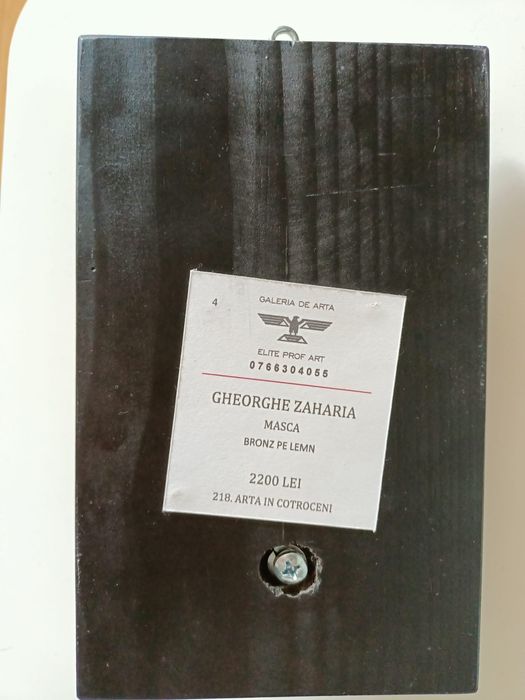 4
GALERIA DE ARTA
ELITE PROF ART
0766304055
GHEORGHE ZAHARIA
MASCA
BRONZ PE LEMN
2200 LEI
218. ARTA IN COTROCENI